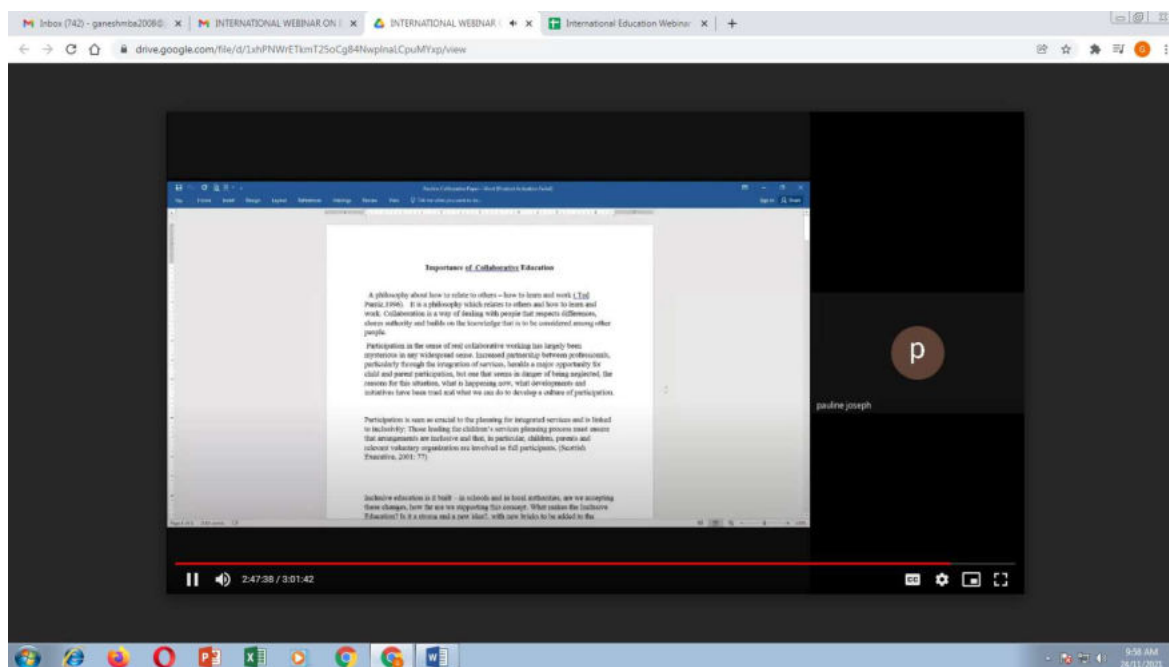 Inbox (742) - ganeshmba2008@
INTERNATIONAL WEBINAR ON
INTERNATIONAL WEBINAR
International Education Webinar
drive.google.com/file/d/1xhPNWrETkmT25oCg84NwpInaLCpuMYxp/view
Importance of Collaborative Education
A philosophy about how to relate to others – how to learn and work ( Ted
1996). It is a philosophy which relates to others and how to learn and
work. Collaboration is a way of dealing with people that respects differences,
shares authority and builds on the knowledge that is to be considered among other
people.
Participation in the sense of real collaborative working has largely been
mysterious in any widespread sense. Increased partnership between professionals,
particularly through the integration of services, heralds a major opportunity for
child and parent participation, but one that seems in danger of being neglected, the
reasons for this situation, what is happening now, what developments and
initiatives have been tried and what we can do to develop a culture of participation.
Participation is seen as crucial to the planning for integrated services and is linked
to inclusivity: Those leading the children's services planning process must ensure
that arrangements are inclusive and that, in particular, children, parents and
relevant voluntary organization are involved as full participants. (Scottish
Executive, 2001: 77)
Inclusive education is it built – in schools and in local authorities, are we accepting
these changes, how far are we supporting this concept. What makes the Inclusive
Education? Is it a strong and a new idea?, with new bricks to be added to the
p
pauline joseph
2:47:38 / 3:01:42
9:58 AM